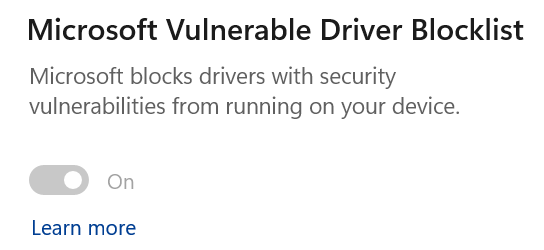 Microsoft Vulnerable Driver Blocklist
Microsoft blocks drivers with security
vulnerabilities from running on your device.
On
Learn more